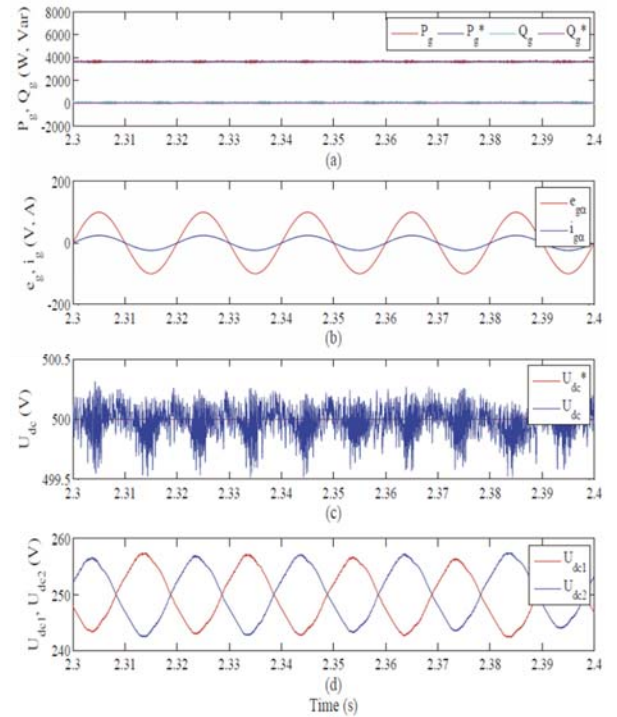 P_g P_g* Q_g Q_g*
P_g, Q_g (W, Var)
8000
6000
4000
2000
0
-2000
2.3 2.31 2.32 2.33 2.34 2.35 2.36 2.37 2.38 2.39 2.4
(a)
e_gα
i_gα
e_g, i_g (V, A)
200
0
-200
2.3 2.31 2.32 2.33 2.34 2.35 2.36 2.37 2.38 2.39 2.4
(b)
U_dc*
U_dc
U_dc (V)
500.5
500
499.5
2.3 2.31 2.32 2.33 2.34 2.35 2.36 2.37 2.38 2.39 2.4
(c)
U_dc1
U_dc2
U_dc1, U_dc2 (V)
260
250
240
2.3 2.31 2.32 2.33 2.34 2.35 2.36 2.37 2.38 2.39 2.4
(d)
Time (s)